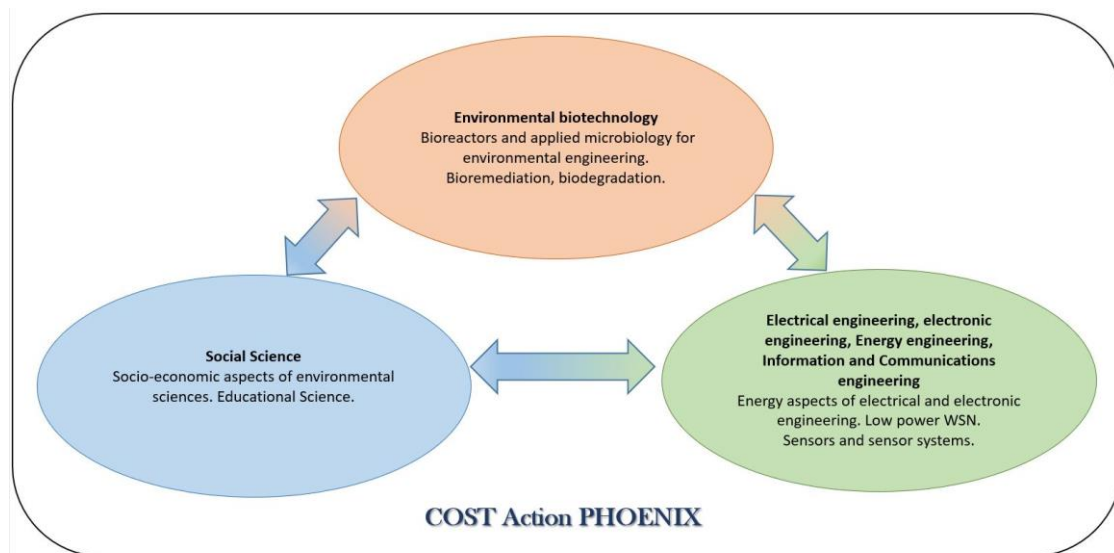 Environmental biotechnology
Bioreactors and applied microbiology for
environmental engineering.
Bioremediation, biodegradation.
Social Science
Socio-economic aspects of environmental
sciences. Educational Science.
Electrical engineering, electronic
engineering, Energy engineering,
Information and Communications
engineering
Energy aspects of electrical and electronic
engineering. Low power WSN.
Sensors and sensor systems.
COST Action PHOENIX